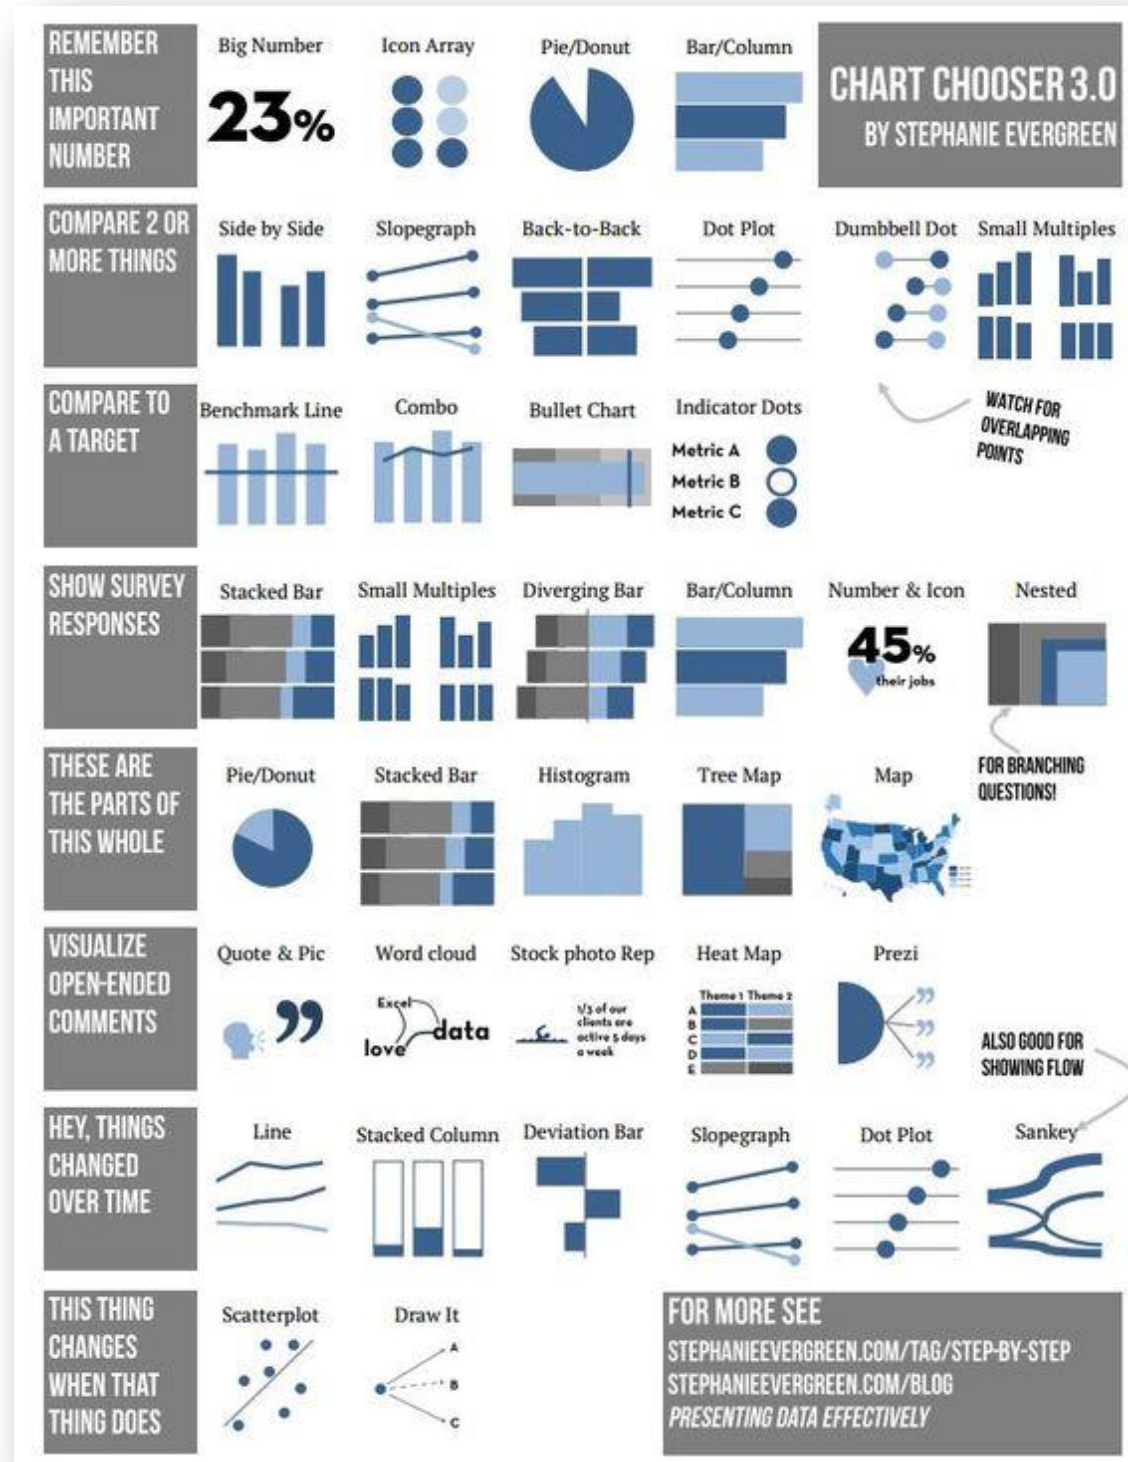 REMEMBER
THIS
IMPORTANT
NUMBER
Big Number
Icon Array
Pie/Donut
Bar/Column
23%
CHART CHOOSER 3.0
BY STEPHANIE EVERGREEN
COMPARE 2 OR
MORE THINGS
Side by Side
Slopegraph
Back-to-Back
Dot Plot
Dumbbell Dot
Small Multiples
WATCH FOR
OVERLAPPING
POINTS
COMPARE TO
A TARGET
Benchmark Line
Combo
Bullet Chart
Indicator Dots
Metric A
Metric B
Metric C
SHOW SURVEY
RESPONSES
Stacked Bar
Small Multiples
Diverging Bar
Bar/Column
Number & Icon
Nested
45%
their jobs
FOR BRANCHING
QUESTIONS!
THESE ARE
THE PARTS OF
THIS WHOLE
Pie/Donut
Stacked Bar
Histogram
Tree Map
Map
VISUALIZE
OPEN-ENDED
COMMENTS
Quote & Pic
Word cloud
Stock photo Rep
Heat Map
Prezi
Excel
data
love
1/3 of our
clients are
active 5 days
a week
Theme 1 Theme 2
A
B
C
D
E
ALSO GOOD FOR
SHOWING FLOW
HEY, THINGS
CHANGED
OVER TIME
Line
Stacked Column
Deviation Bar
Slopegraph
Dot Plot
Sankey
THIS THING
CHANGES
WHEN THAT
THING DOES
Scatterplot
Draw It
A
B
C
FOR MORE SEE
STEPHANIEEVERGREEN.COM/TAG/STEP-BY-STEP
STEPHANIEEVERGREEN.COM/BLOG
PRESENTING DATA EFFECTIVELY